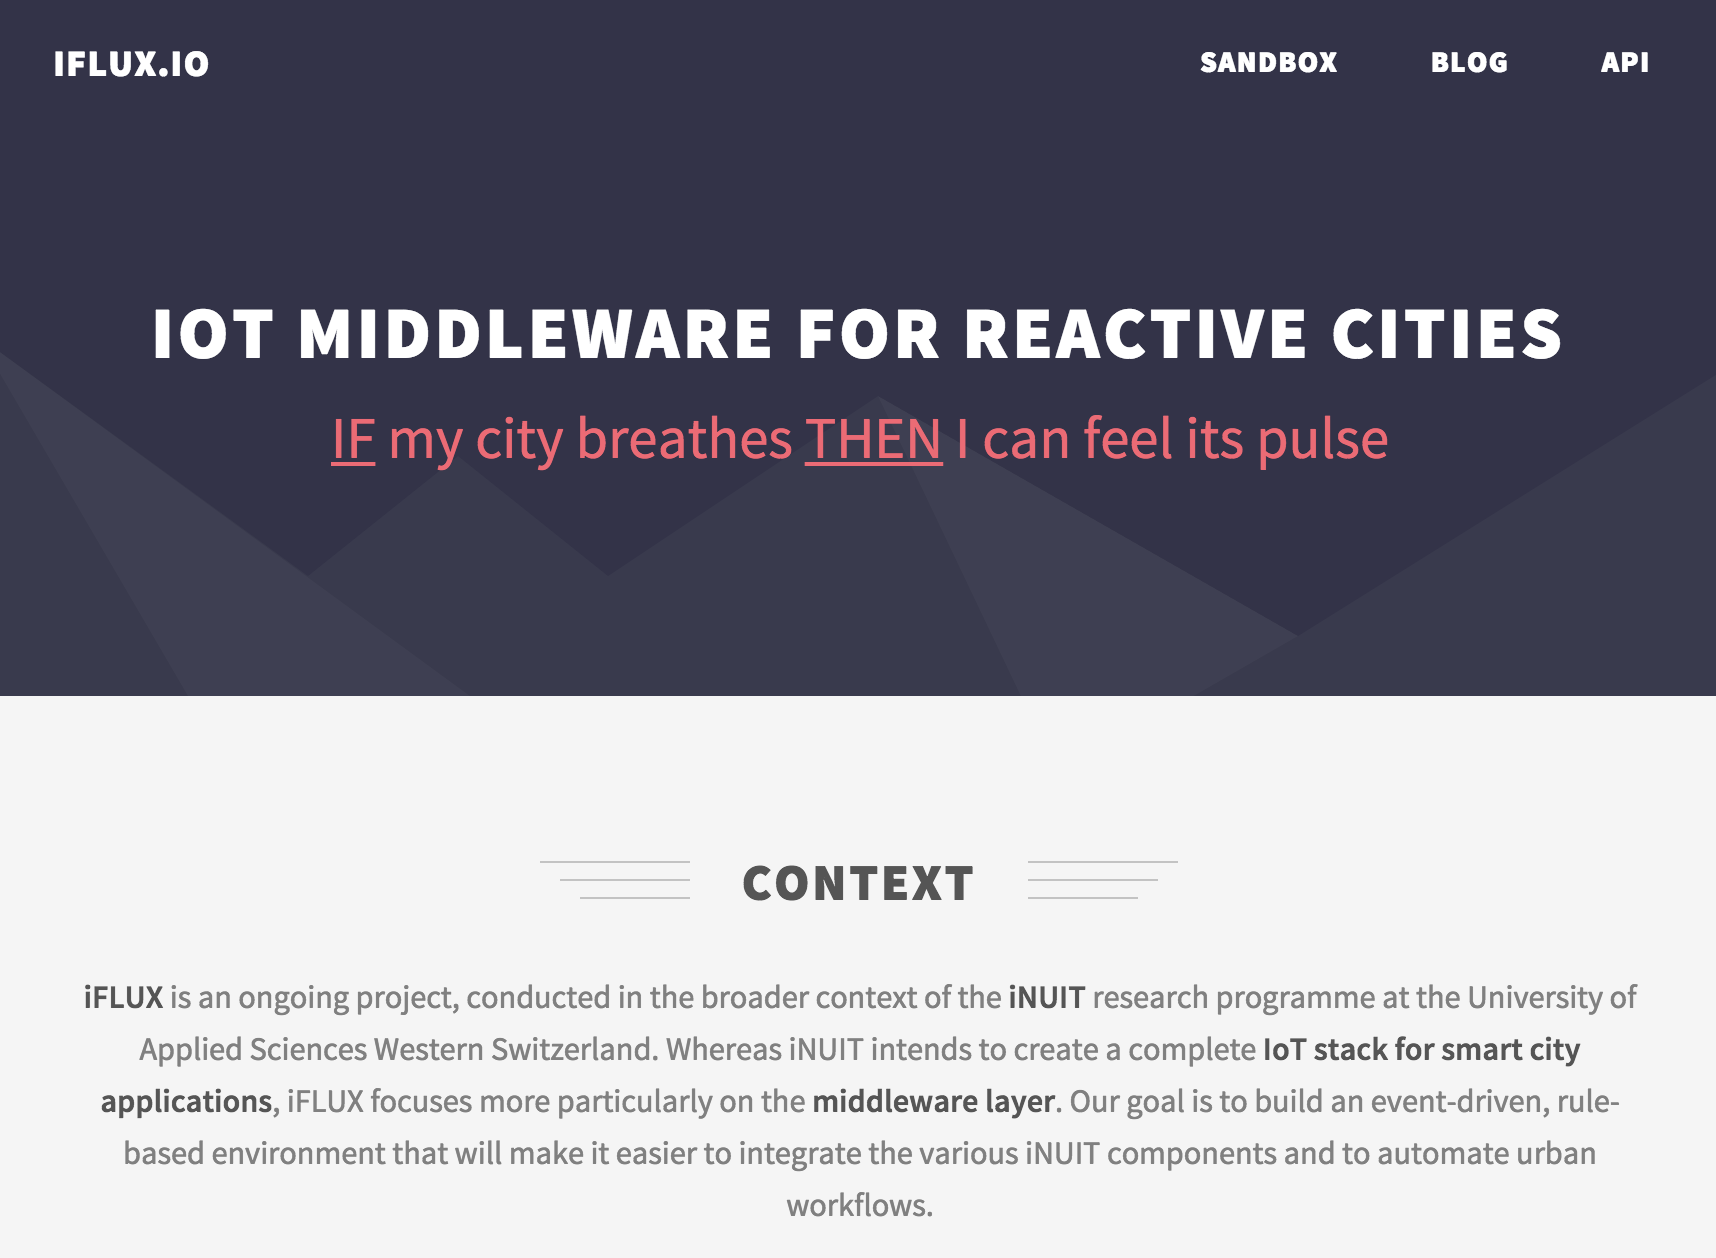 IFLUX.IO
SANDBOX BLOG API
IOT MIDDLEWARE FOR REACTIVE CITIES
IF my city breathes THEN I can feel its pulse
CONTEXT
iFLUX is an ongoing project, conducted in the broader context of the iNUIT research programme at the University of
Applied Sciences Western Switzerland. Whereas iNUIT intends to create a complete IoT stack for smart city
applications, iFLUX focuses more particularly on the middleware layer. Our goal is to build an event-driven, rule-
based environment that will make it easier to integrate the various iNUIT components and to automate urban
workflows.